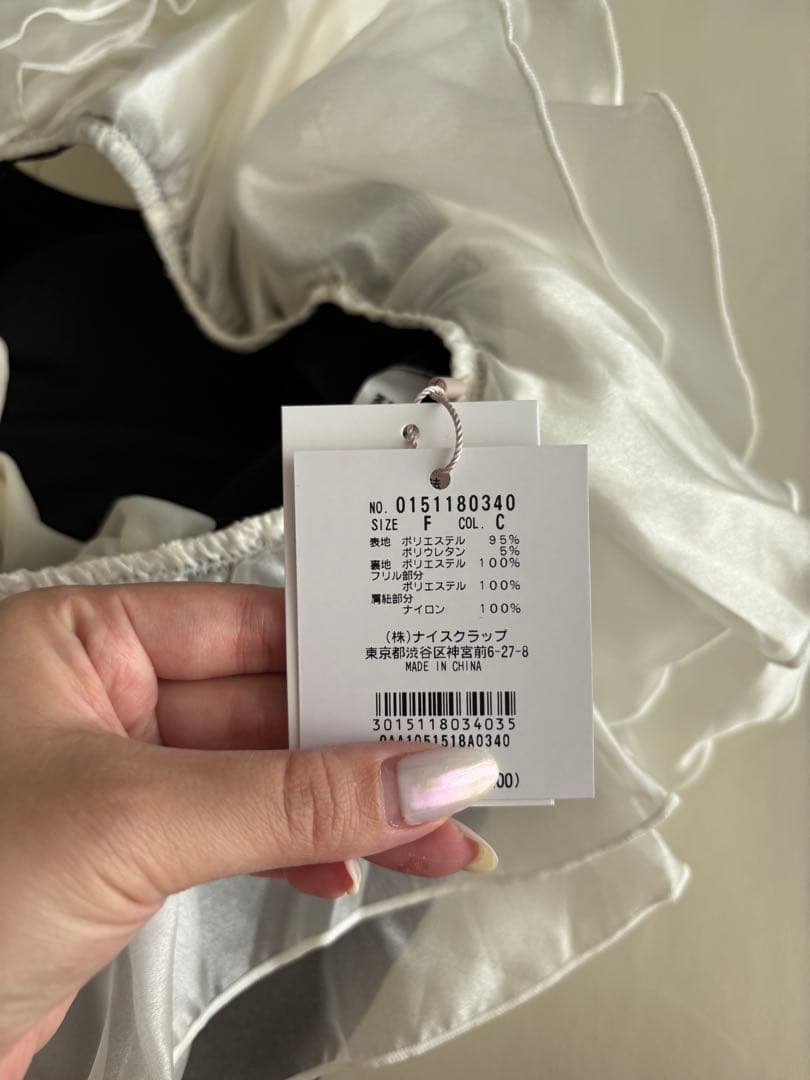 NO. 0151180340
SIZE F COL. C
表地 ポリエステル 95%
ポリウレタン 5%
裏地 ポリエステル 100%
フリル部分
ポリエステル 100%
肩紐部分
ナイロン 100%
(株)ナイスクラップ
東京都渋谷区神宮前6-27-8
MADE IN CHINA
3015118034035
0AA1051518A0340
00)